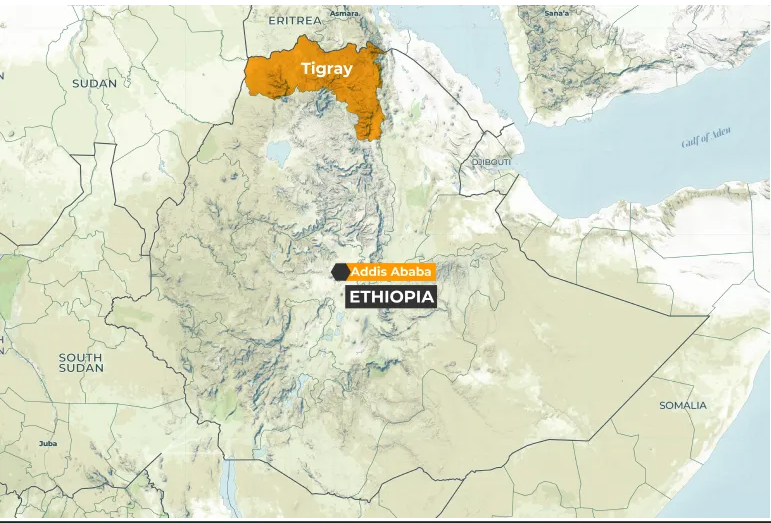 ERITREA
Asmara.
Sana'a
Tigray
SUDAN
Gulf of Aden
DJIBOUTI
Addis Ababa
ETHIOPIA
SOUTH
SUDAN
SOMALIA
Juba